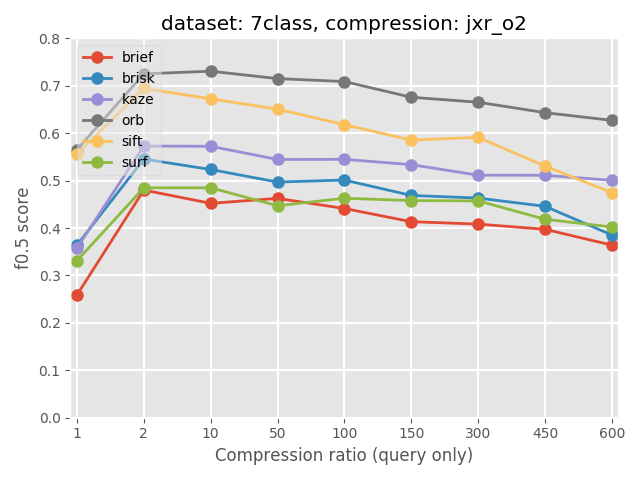 dataset: 7class, compression: jxr_o2
f0.5 score
0.8
0.7
0.6
0.5
0.4
0.3
0.2
0.1
0.0
brief
brisk
kaze
orb
sift
surf
1 2 10 50 100 150 300 450 600
Compression ratio (query only)